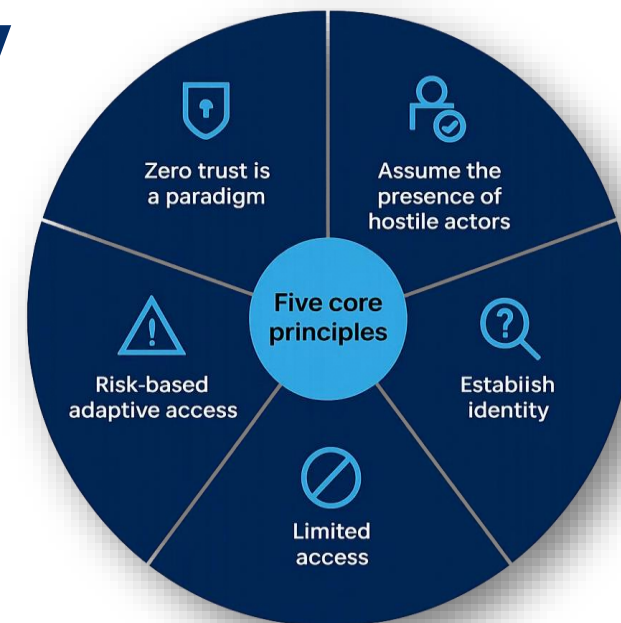 Five core
principles
Zero trust is
a paradigm
Assume the
presence of
hostile actors
Estabiish
identity
Limited
access
Risk-based
adaptive access